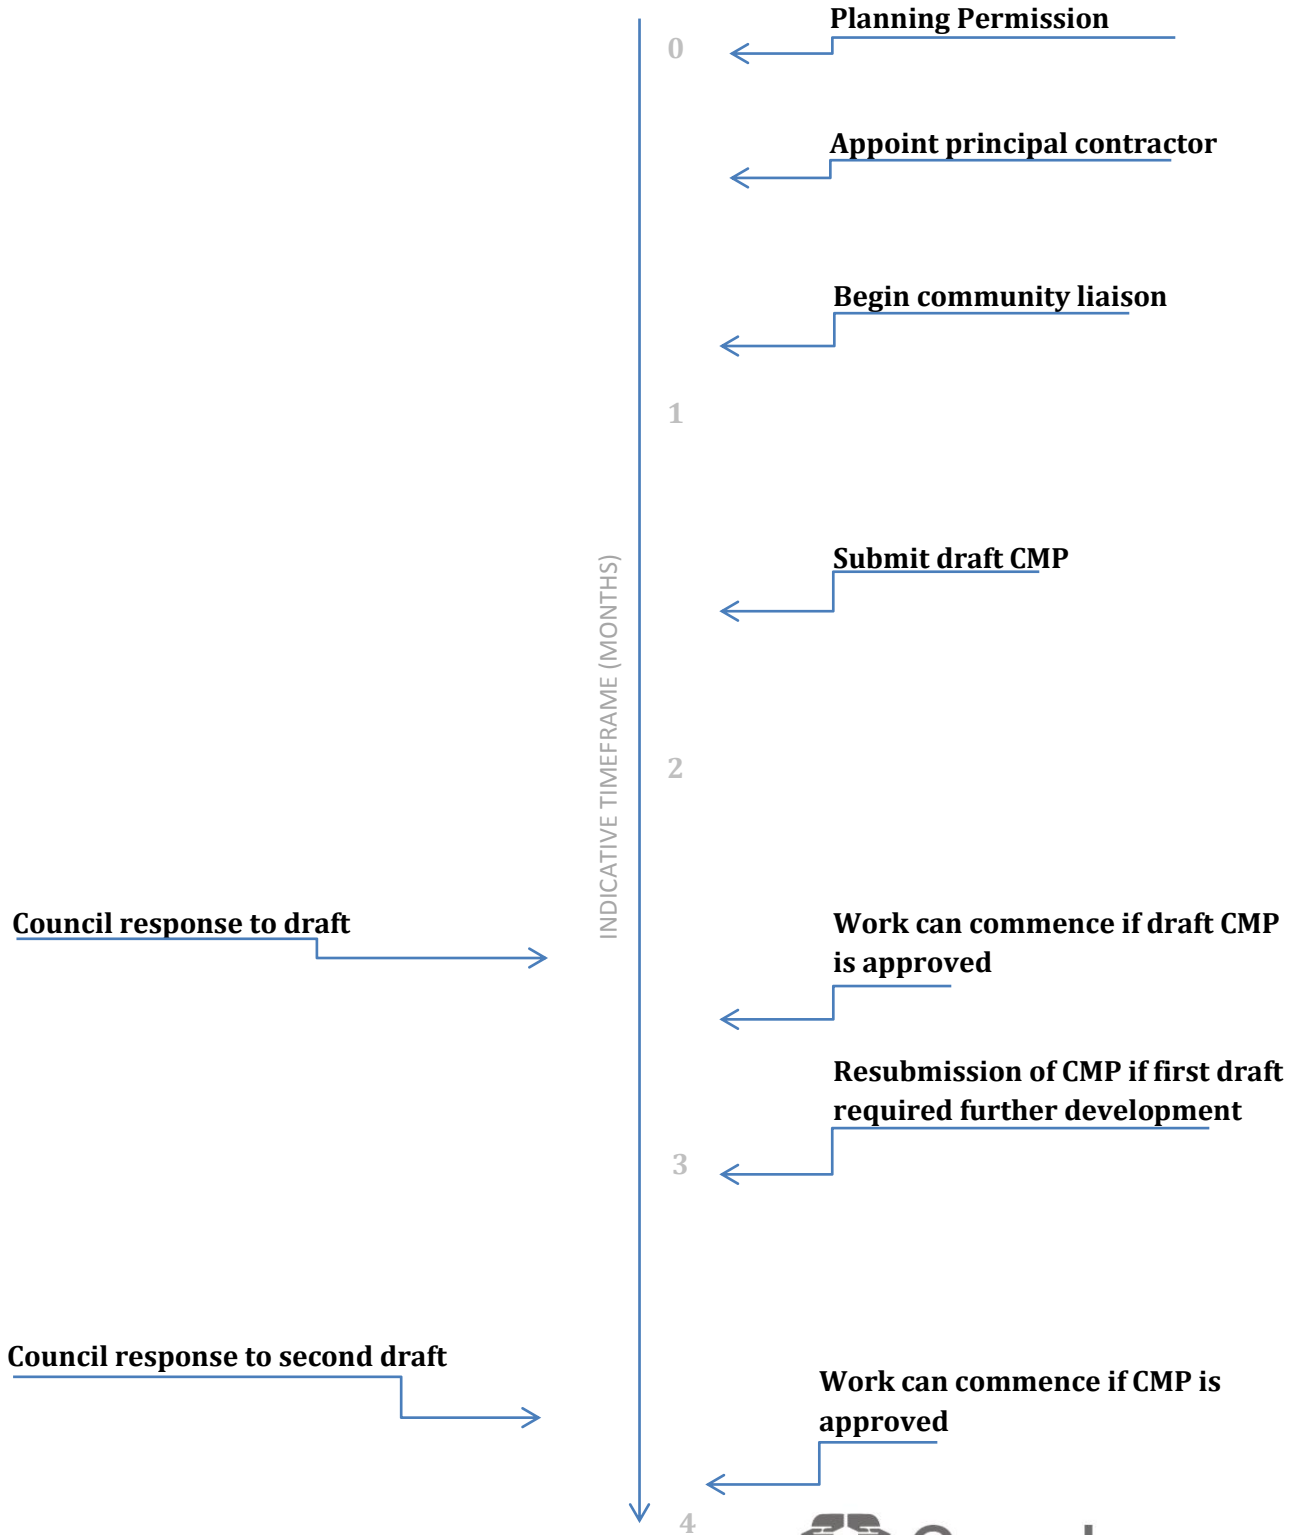 Planning Permission
0
Appoint principal contractor
Begin community liaison
1
Submit draft CMP
INDICATIVE TIMEFRAME (MONTHS)
2
Council response to draft
Work can commence if draft CMP
is approved
Resubmission of CMP if first draft
required further development
3
Council response to second draft
Work can commence if CMP is
approved
4